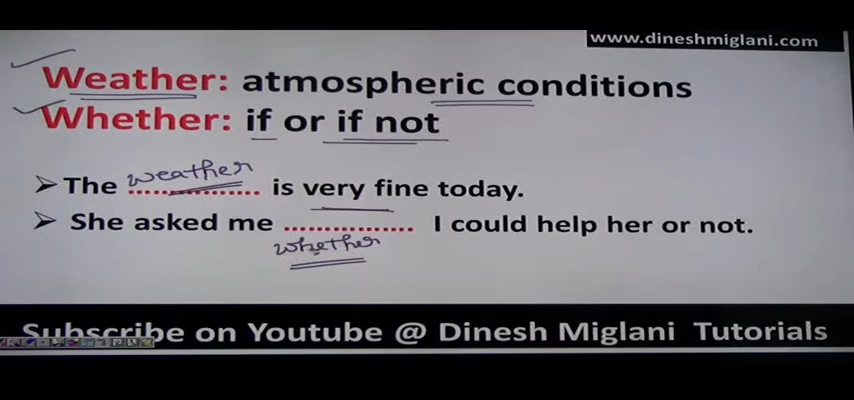 www.dineshmiglani.com
Weather: atmospheric conditions
Whether: if or if not
The weather is very fine today.
She asked me .................. I could help her or not.
whether
Subscribe on Youtube @ Dinesh Miglani Tutorials